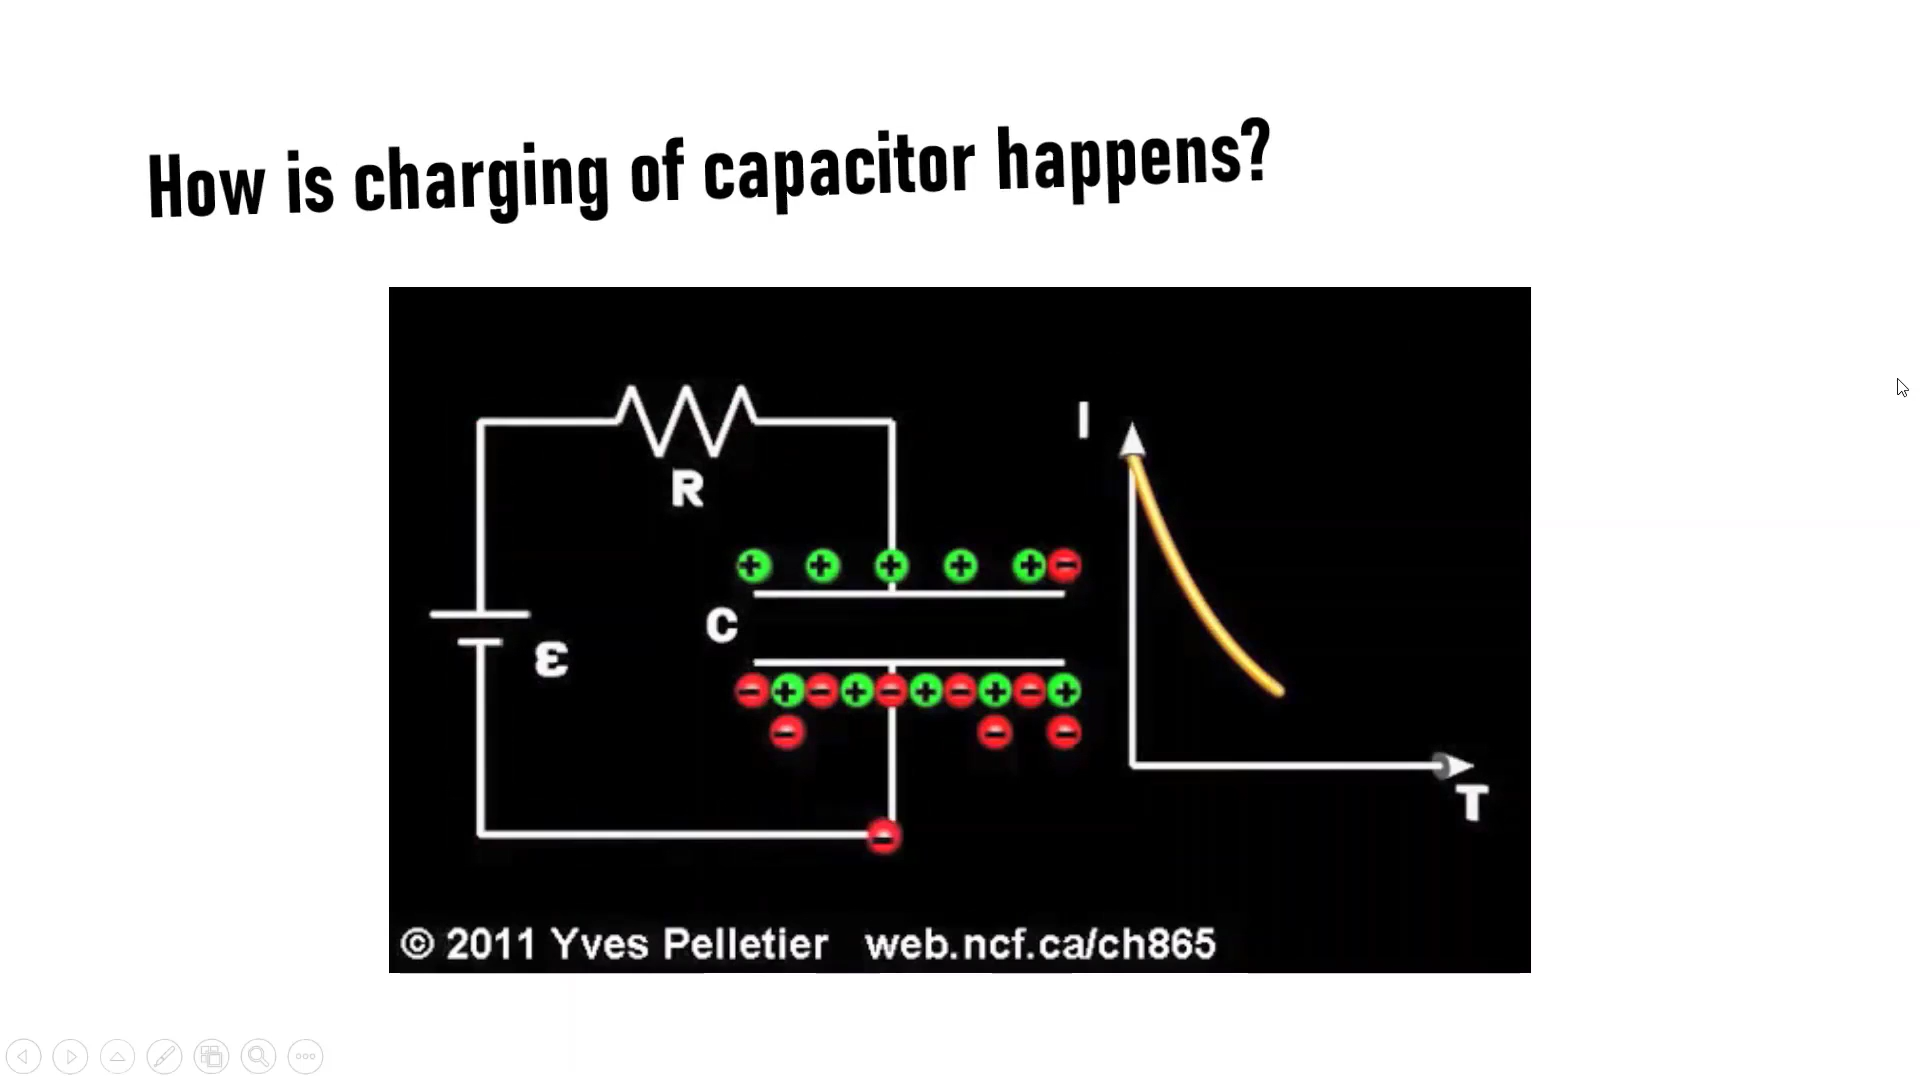 How is charging of capacitor happens?
R
I
C
ε
T
© 2011 Yves Pelletier web.ncf.ca/ch865